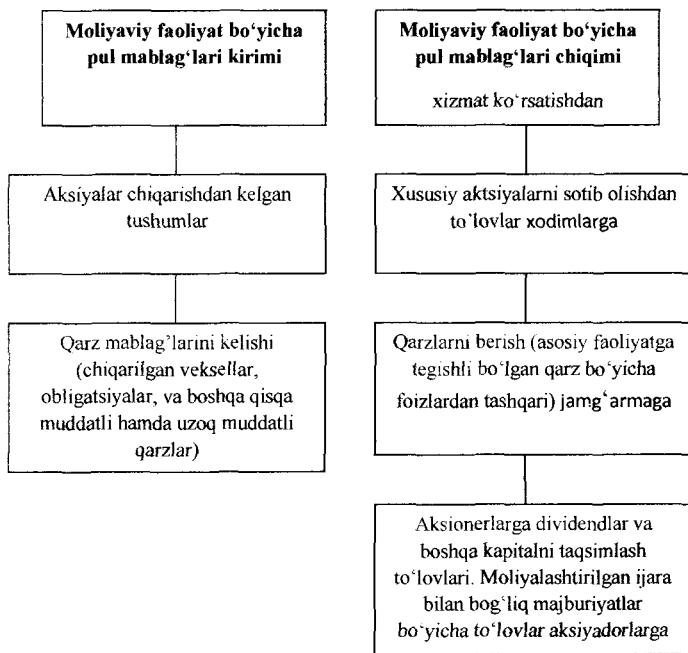 Moliyaviy faoliyat bo‘yicha
pul mablag‘lari kirimi
Aksiyalar chiqarishdan kelgan
tushumlar
Qarz mablag’larini kelishi
(chiqarilgan veksellar,
obligatsiyalar, va boshqa qisqa
muddatli hamda uzoq muddatli
qarzlar)
Moliyaviy faoliyat bo‘yicha
pul mablag‘lari chiqimi
xizmat ko‘rsatishdan
Xususiy aktsiyalarni sotib olishdan
to`lovlar xodimlarga
Qarzlarni berish (asosiy faoliyatga
tegishli bo‘lgan qarz bo‘yicha
foizlardan tashqari) jamg‘armaga
Aksionerlarga dividendlar va
boshqa kapitalni taqsimlash
to‘lovlari. Moliyalashtirilgan ijara
bilan bog‘liq majburiyatlar
bo‘yicha to‘lovlar aksiyadorlarga